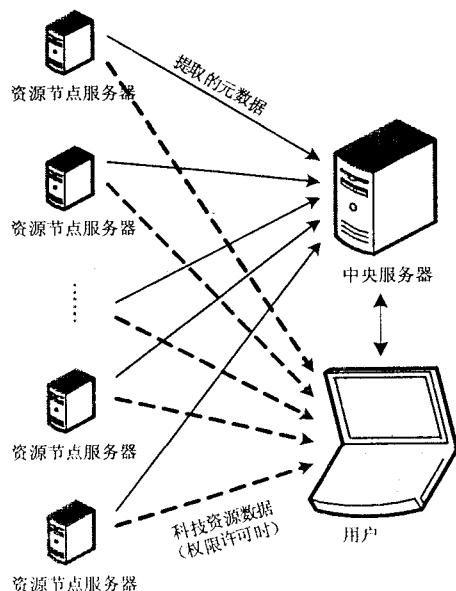 资源节点服务器
提取的元数据
资源节点服务器
中央服务器
资源节点服务器
科技资源数据
(权限许可时)
用户
资源节点服务器